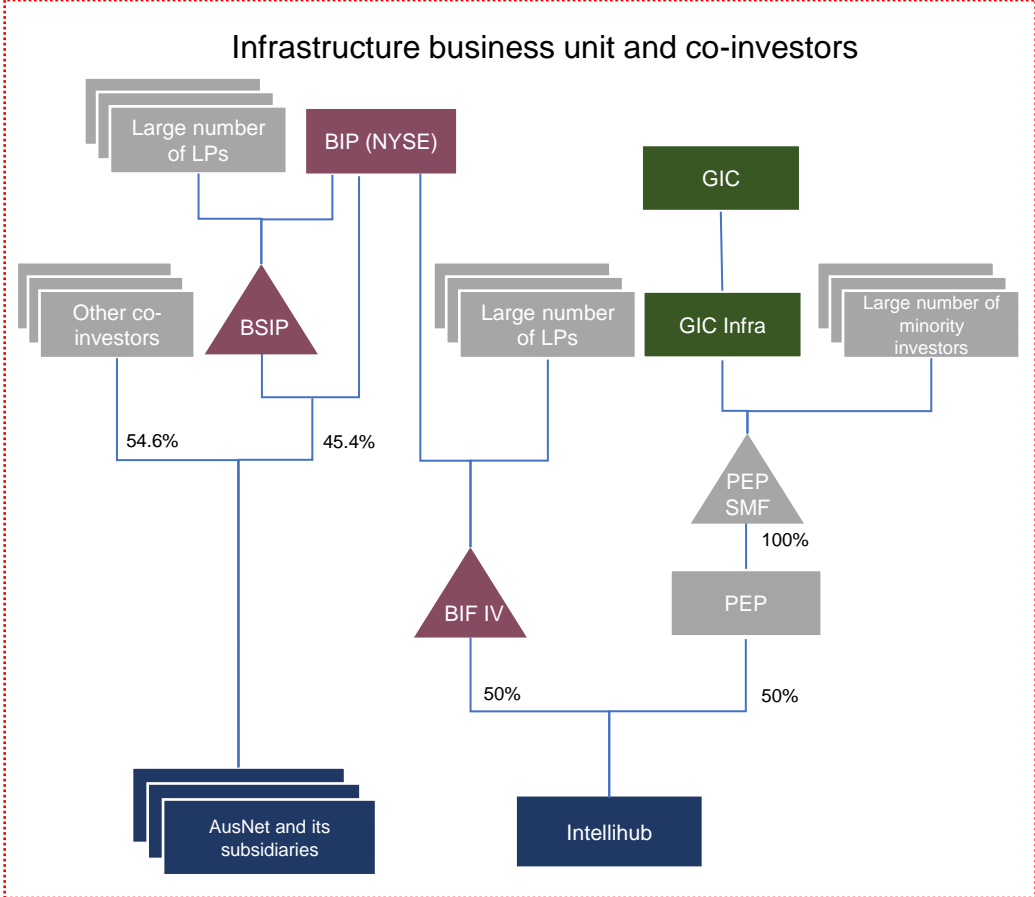 Infrastructure business unit and co-investors
Large number
of LPs
BIP (NYSE)
GIC
Other co-
investors
BSIP
Large number
of LPs
GIC Infra
Large number of
minority
investors
54.6%
45.4%
PEP
SMF
100%
BIF IV
PEP
50%
50%
AusNet and its
subsidiaries
Intellihub